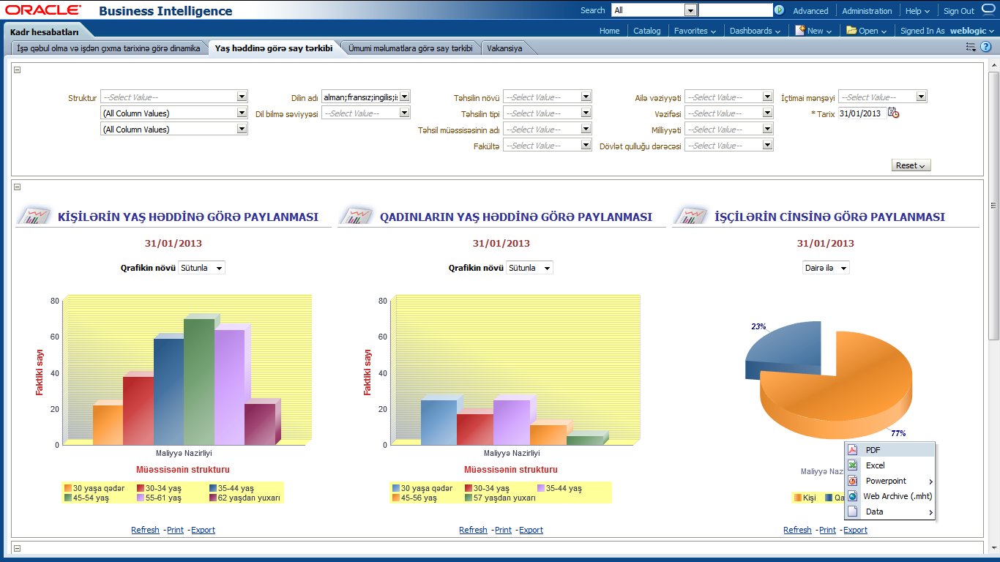 ORACLE Business Intelligence
Search All Advanced Administration Help Sign Out
Kadr hesabatları Home Catalog Favorites Dashboards New Open Signed In As weblogic
İşə qəbul olma və işdən çıxma tarixinə görə dinamika Yaş həddinə görə say tərkibi Ümumi məlumatlara görə say tərkibi Vakansiya
Struktur --Select Value-- Dilin adı alman;fransız;ingilis; Təhsilin növü --Select Value-- Ailə vəziyyəti --Select Value-- İçtimai mənşəyi --Select Value--
(All Column Values) Dil bilmə səviyyəsi --Select Value-- Təhsilin tipi --Select Value-- Vəzifəsi --Select Value-- * Tarix 31/01/2013
(All Column Values) Təhsil müəssisəsinin adı --Select Value-- Milliyyəti --Select Value--
Fakültə --Select Value-- Dövlət qulluğu dərəcəsi --Select Value--
Reset
KİŞİLƏRİN YAŞ HƏDDİNƏ GÖRƏ PAYLANMASI QADINLARIN YAŞ HƏDDİNƏ GÖRƏ PAYLANMASI İŞÇİLƏRİN CİNSİNƏ GÖRƏ PAYLANMASI
31/01/2013 31/01/2013 31/01/2013
Qrafikin növü Sütunla Qrafikin növü Sütunla Dairə ilə
80
60
40
20
0
Faktiki sayı
Maliyyə Nazirliyi
Müəssisənin strukturu
30 yaşa qədər 30-34 yaş 35-44 yaş
45-54 yaş 55-61 yaş 62 yaşdan yuxarı
Refresh - Print - Export
80
60
40
20
0
Faktiki sayı
Maliyyə Nazirliyi
Müəssisənin strukturu
30 yaşa qədər 30-34 yaş 35-44 yaş
45-56 yaş 57 yaşdan yuxarı
Refresh - Print - Export
23%
77%
Maliyyə Naz
Kişi Qa
Refresh - Print - Export
PDF
Excel
Powerpoint
Web Archive (.mht)
Data